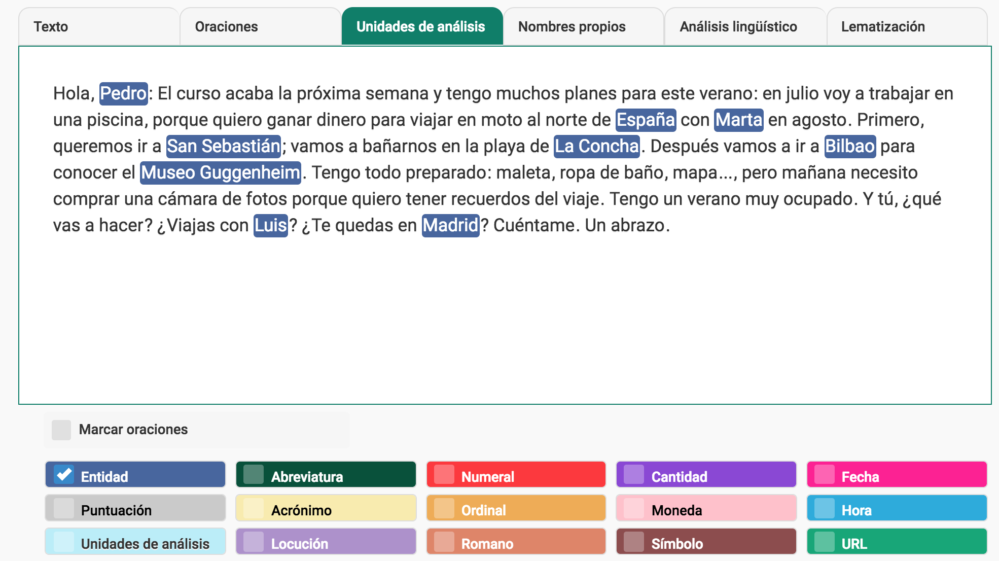 Texto
Oraciones
Unidades de análisis
Nombres propios
Análisis lingüístico
Lematización
Hola, Pedro: El curso acaba la próxima semana y tengo muchos planes para este verano: en julio voy a trabajar en
una piscina, porque quiero ganar dinero para viajar en moto al norte de España con Marta en agosto. Primero,
queremos ir a San Sebastián; vamos a bañarnos en la playa de La Concha. Después vamos a ir a Bilbao para
conocer el Museo Guggenheim. Tengo todo preparado: maleta, ropa de baño, mapa..., pero mañana necesito
comprar una cámara de fotos porque quiero tener recuerdos del viaje. Tengo un verano muy ocupado. Y tú, ¿qué
vas a hacer? ¿Viajas con Luis? ¿Te quedas en Madrid? Cuéntame. Un abrazo.
Marcar oraciones
Entidad
Abreviatura
Numeral
Cantidad
Fecha
Puntuación
Acrónimo
Ordinal
Moneda
Hora
Unidades de análisis
Locución
Romano
Símbolo
URL